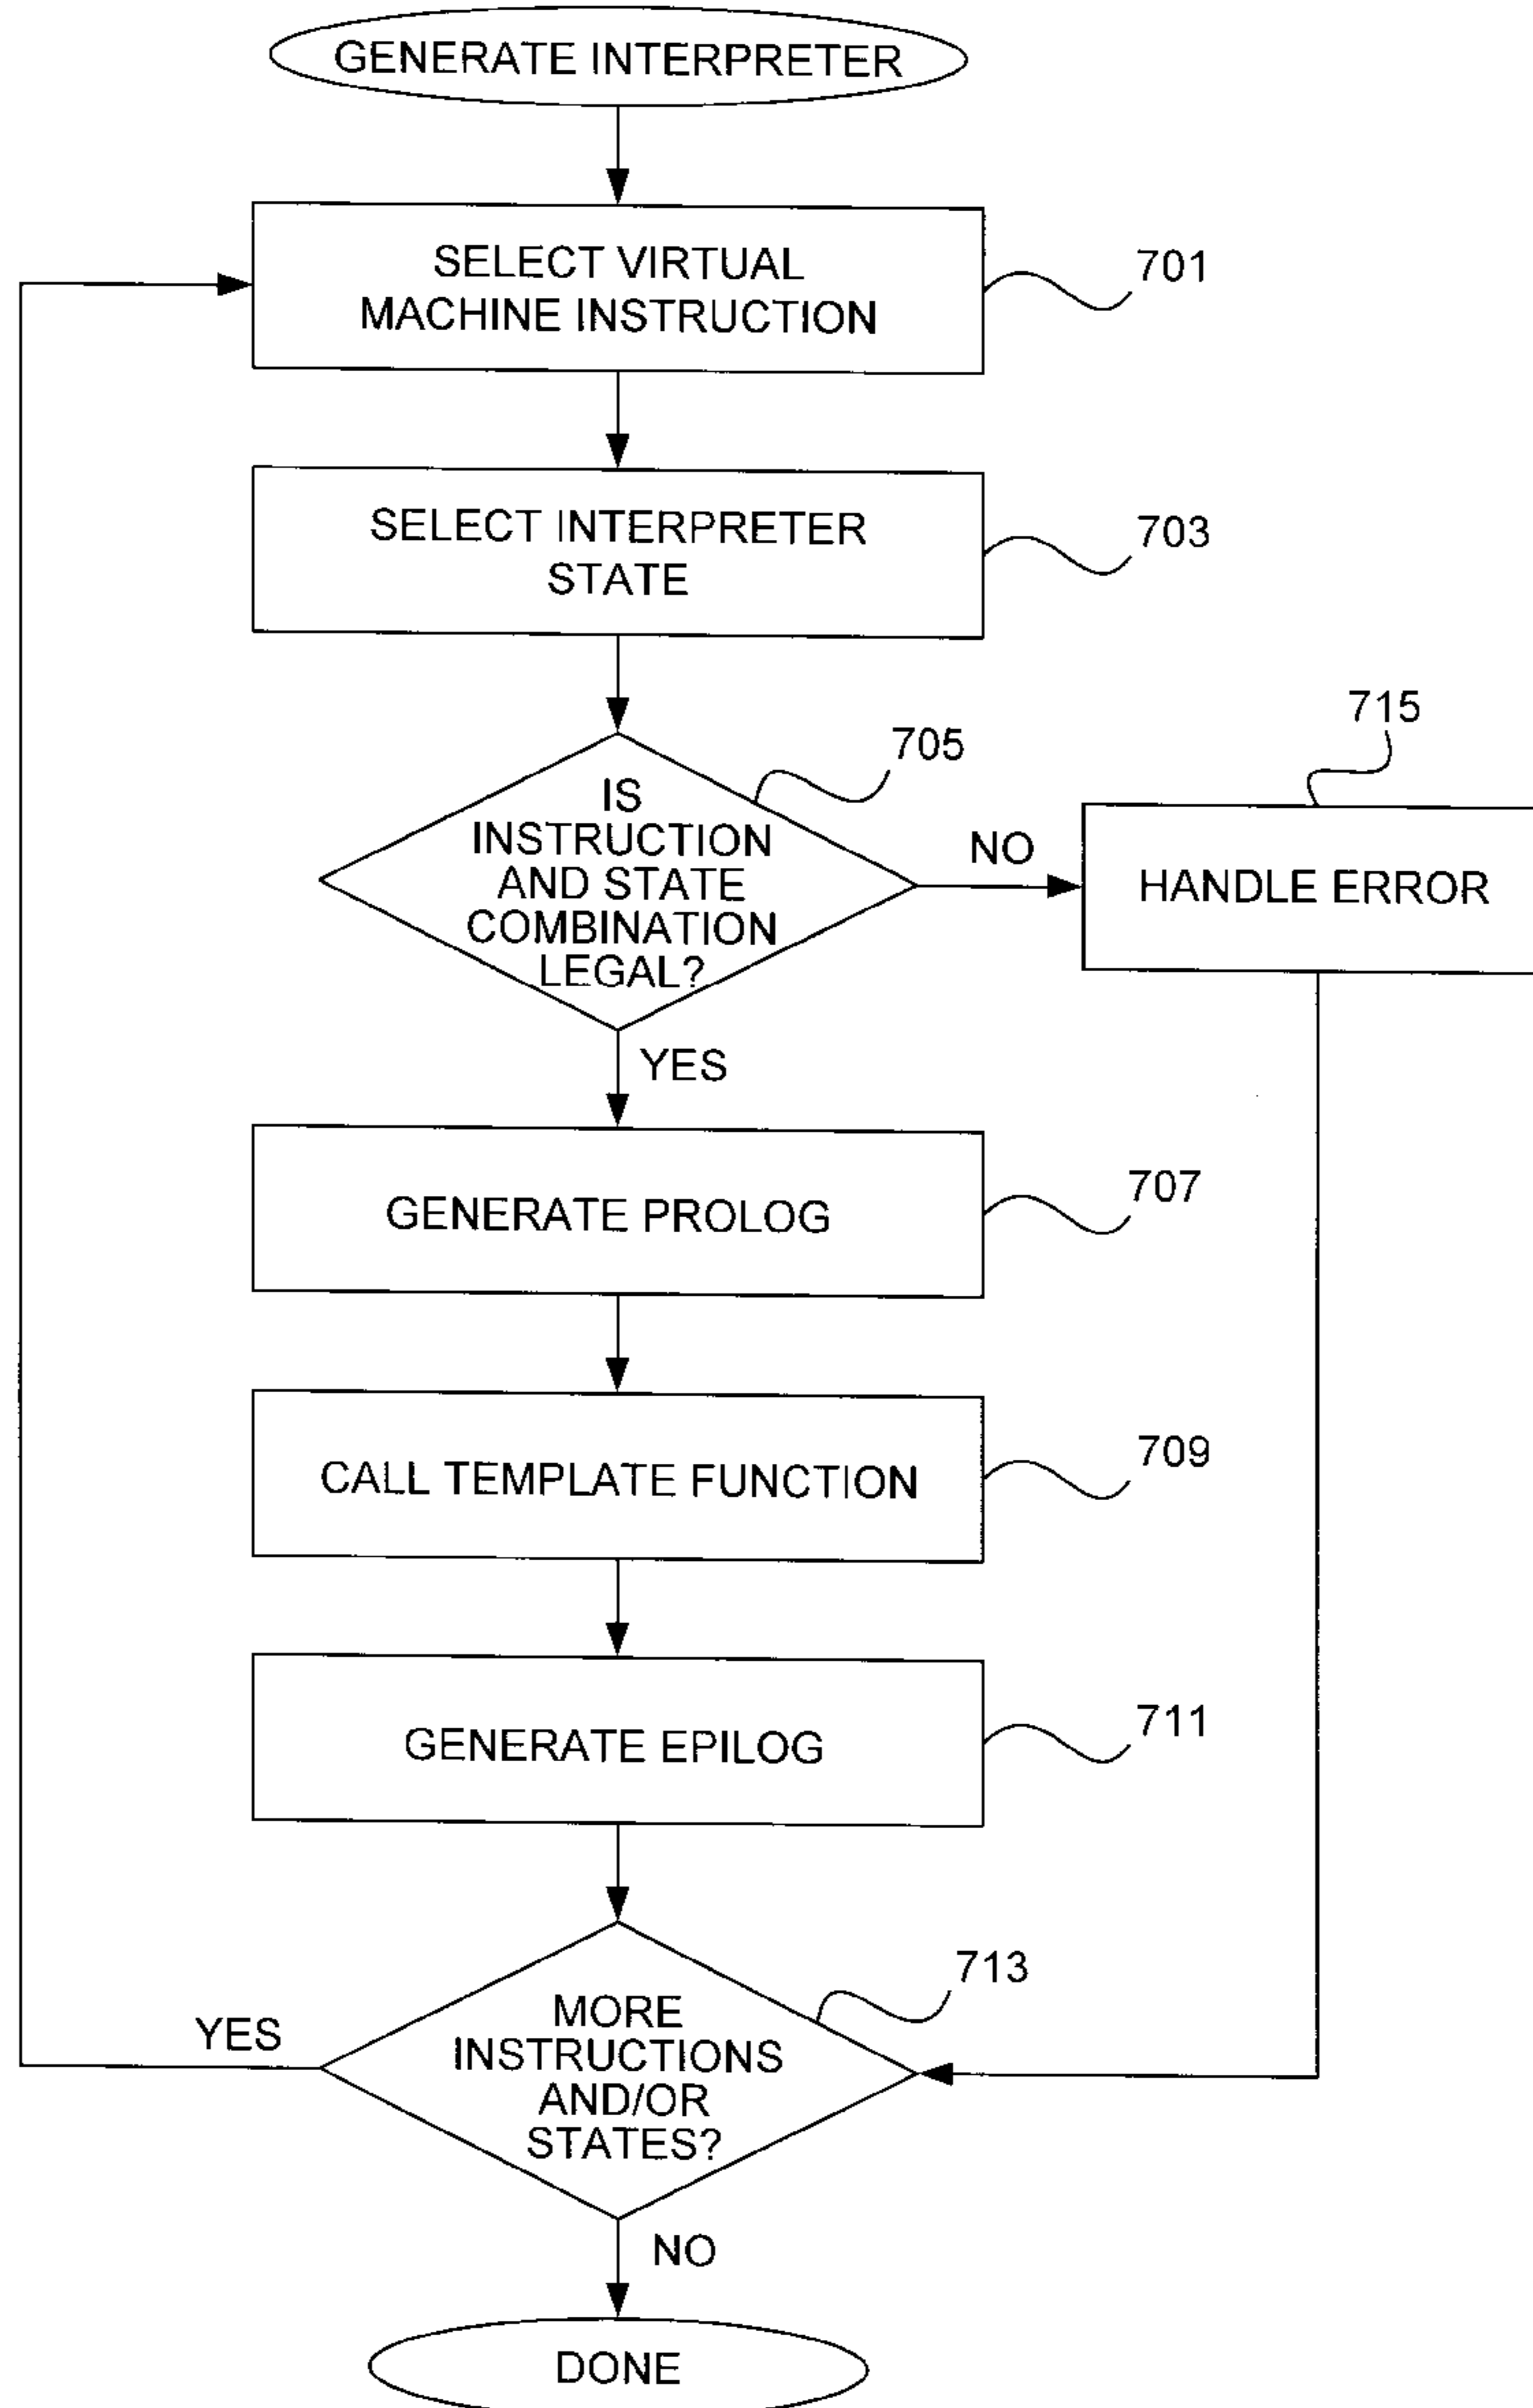 GENERATE INTERPRETER
SELECT VIRTUAL
MACHINE INSTRUCTION
701
SELECT INTERPRETER
STATE
703
IS
INSTRUCTION
AND STATE
COMBINATION
LEGAL?
705
NO
715
HANDLE ERROR
YES
GENERATE PROLOG
707
CALL TEMPLATE FUNCTION
709
GENERATE EPILOG
711
MORE
INSTRUCTIONS
AND/OR
STATES?
713
YES
NO
DONE